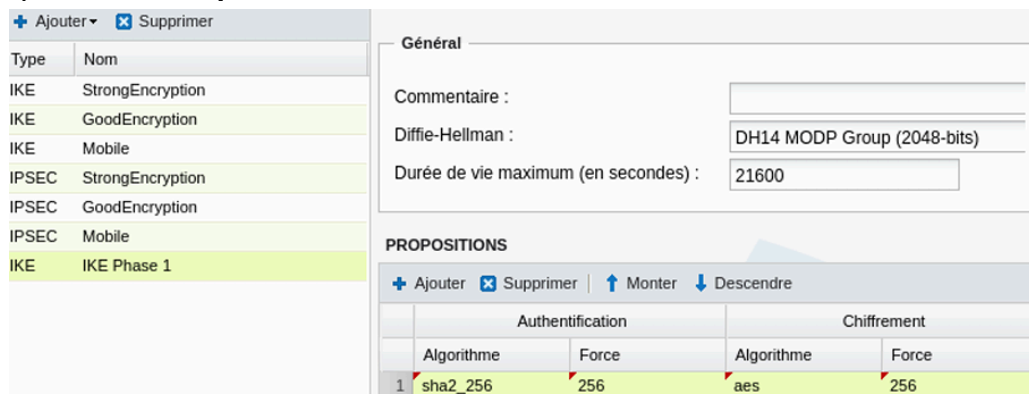 Ajouter Supprimer
Type Nom
IKE StrongEncryption
IKE GoodEncryption
IKE Mobile
IPSEC StrongEncryption
IPSEC GoodEncryption
IPSEC Mobile
IKE IKE Phase 1
Général
Commentaire :
Diffie-Hellman : DH14 MODP Group (2048-bits)
Durée de vie maximum (en secondes) : 21600
PROPOSITIONS
Ajouter Supprimer Monter Descendre
Authentification Chiffrement
Algorithme Force Algorithme Force
1 sha2_256 256 aes 256